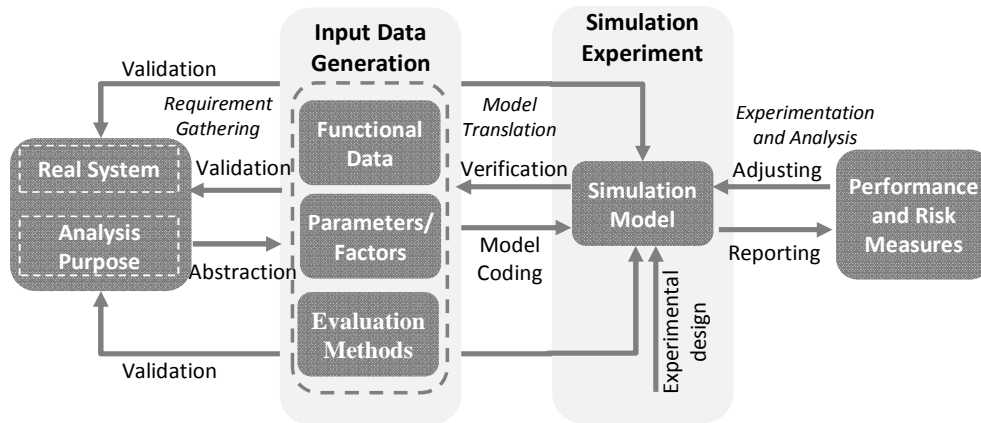 Input Data
Generation
Simulation
Experiment
Validation
Requirement
Gathering
Model
Translation
Experimentation
and Analysis
Functional
Data
Real System
Validation
Verification
Simulation
Model
Adjusting
Performance
and Risk
Measures
Analysis
Purpose
Abstraction
Parameters/
Factors
Model
Coding
Reporting
Evaluation
Methods
Validation
Experimental
design